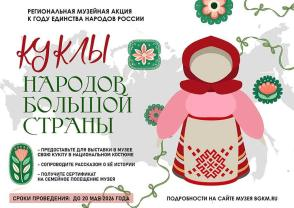 РЕГИОНАЛЬНАЯ МУЗЕЙНАЯ АКЦИЯ
К ГОДУ ЕДИНСТВА НАРОДОВ РОССИИ
КУКЛЫ
НАРОДОВ
БОЛЬШОЙ
СТРАНЫ
– ПРЕДОСТАВЬТЕ ДЛЯ ВЫСТАВКИ В МУЗЕЕ
СВОЮ КУКЛУ В НАЦИОНАЛЬНОМ КОСТЮМЕ
– СОПРОВОДИТЕ РАССКАЗОМ О ЕЁ ИСТОРИИ
– ПОЛУЧИТЕ СЕРТИФИКАТ
НА СЕМЕЙНОЕ ПОСЕЩЕНИЕ МУЗЕЯ
СРОКИ ПРОВЕДЕНИЯ: ДО 20 МАЯ 2026 ГОДА
ПОДРОБНОСТИ НА САЙТЕ МУЗЕЯ BGKM.RU